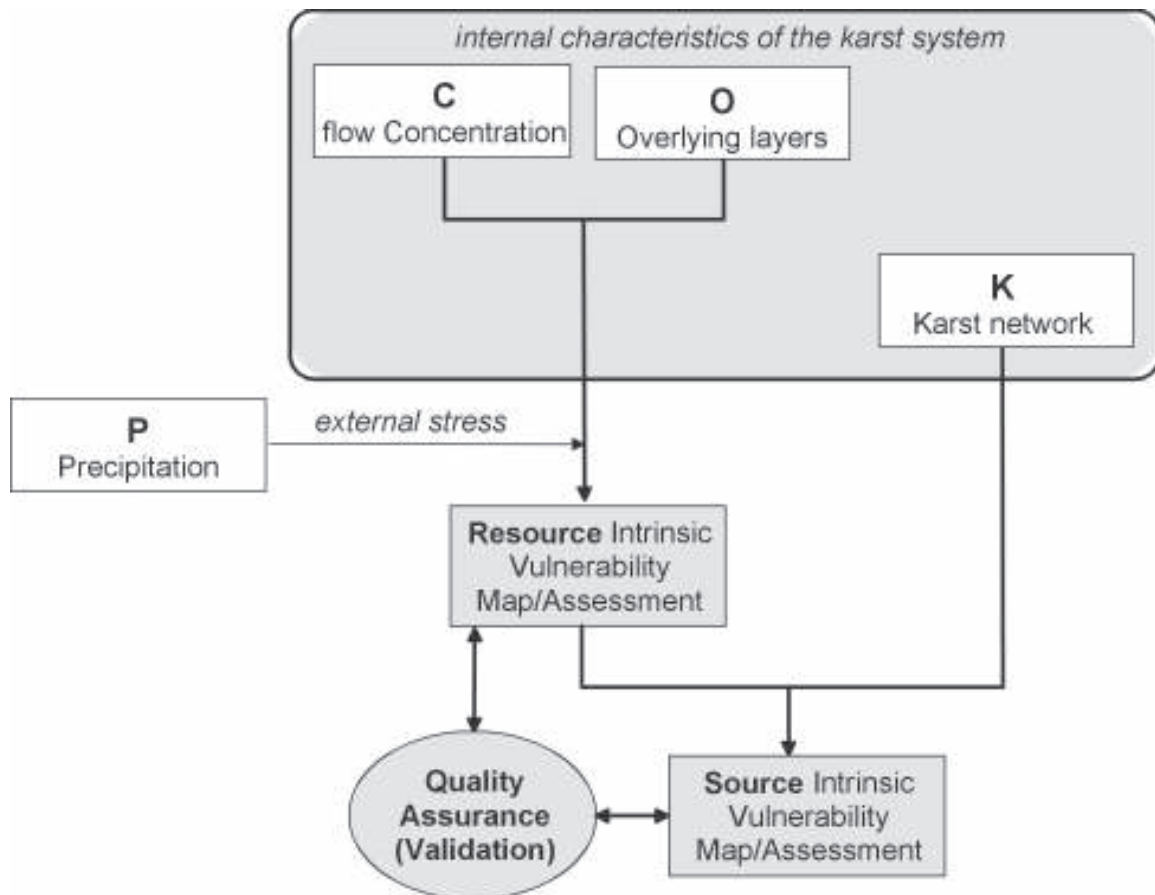 internal characteristics of the karst system
C
flow Concentration
O
Overlying layers
K
Karst network
P
Precipitation
external stress
Resource Intrinsic
Vulnerability
Map/Assessment
Quality
Assurance
(Validation)
Source Intrinsic
Vulnerability
Map/Assessment